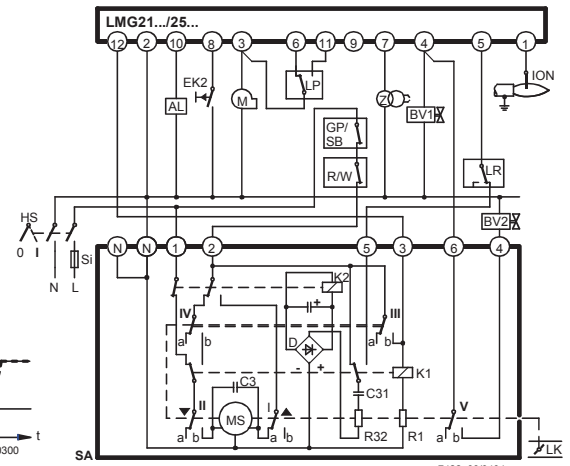 LMG21.../25...
12 2 10 8 3 6 11 9 7 4 5 1
EK2
LP
ION
AL
M
Z
BV1
GP/
SB
R/W
LR
HS
BV2
0 I
Si
N L
N N 1 2 5 3 6 4
K2
IV
III
a b
D
a b
- +
K1
C3
C31
II
MS
I
V
a b
a b
R32
R1
a b
SA
LK
t